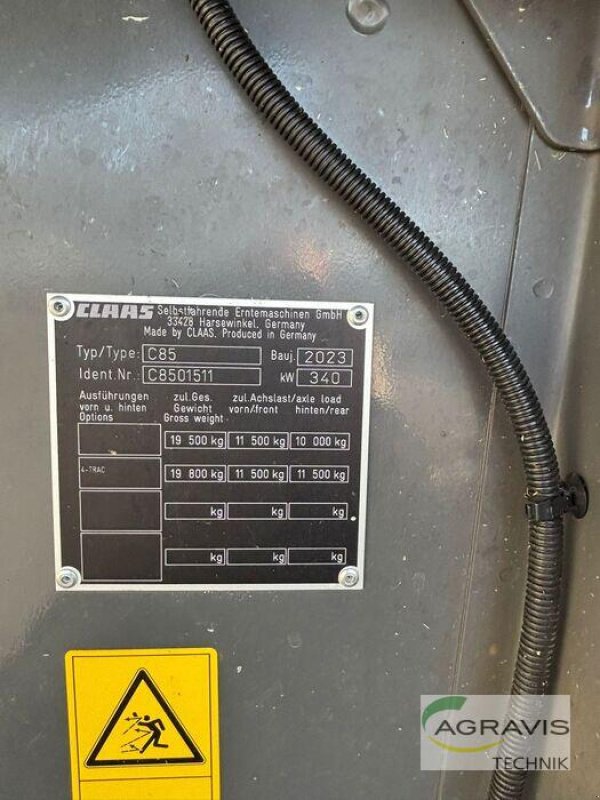 CLAAS Selbstfahrende Erntemaschinen GmbH
33428 Harsewinkel, Germany
Made by CLAAS. Produced in Germany
Typ/Type: C85 Bauj. 2023
Ident.Nr.: C8501511 kW 340
Ausführungen zul.Ges. zul.Achslast/axle load
vorn u. hinten Gewicht vorn/front hinten/rear
Options Gross weight
19 500 kg 11 500 kg 10 000 kg
4-TRAC 19 800 kg 11 500 kg 11 500 kg
kg kg kg
kg kg kg
AGRAVIS
TECHNIK